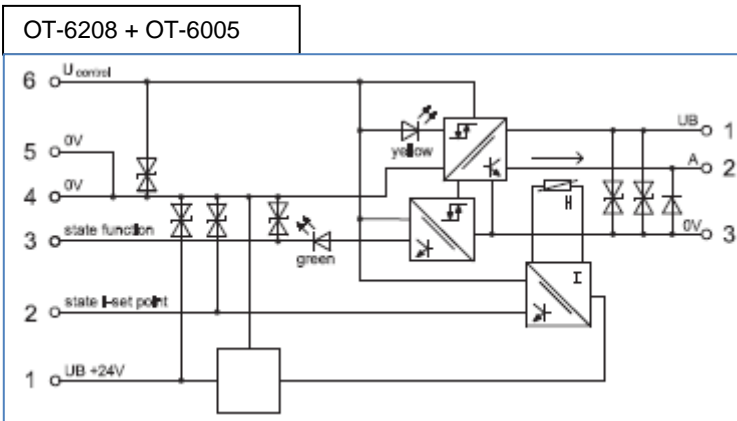 OT-6208 + OT-6005
6 U control
5 0V
4 0V
3 state function
2 state I-set point
1 UB +24V
yellow
green
H
I
UB 1
A 2
0V 3